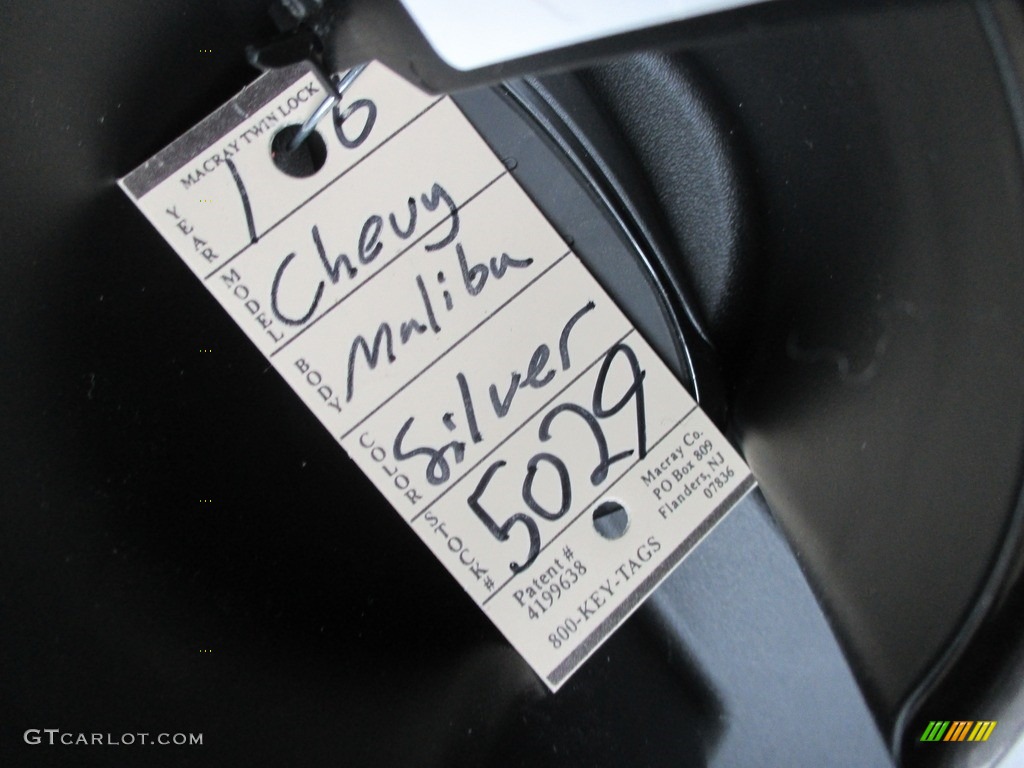 MACRAY TWIN LOCK
YEAR 16
MODEL Chevy
BODY Malibu
COLOR Silver
STOCK# 5029
Patent #
4199638
Macray Co.
PO Box 809
Flanders, NJ
07836
800-KEY-TAGS
GTCARLOT.COM